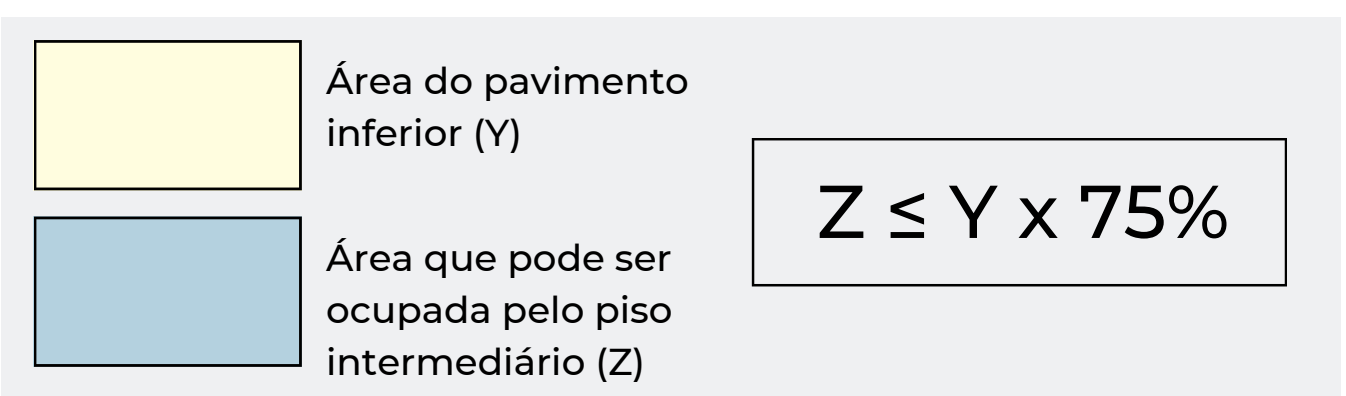 Área do pavimento
inferior (Y)
Área que pode ser
ocupada pelo piso
intermediário (Z)
Z ≤ Y x 75%